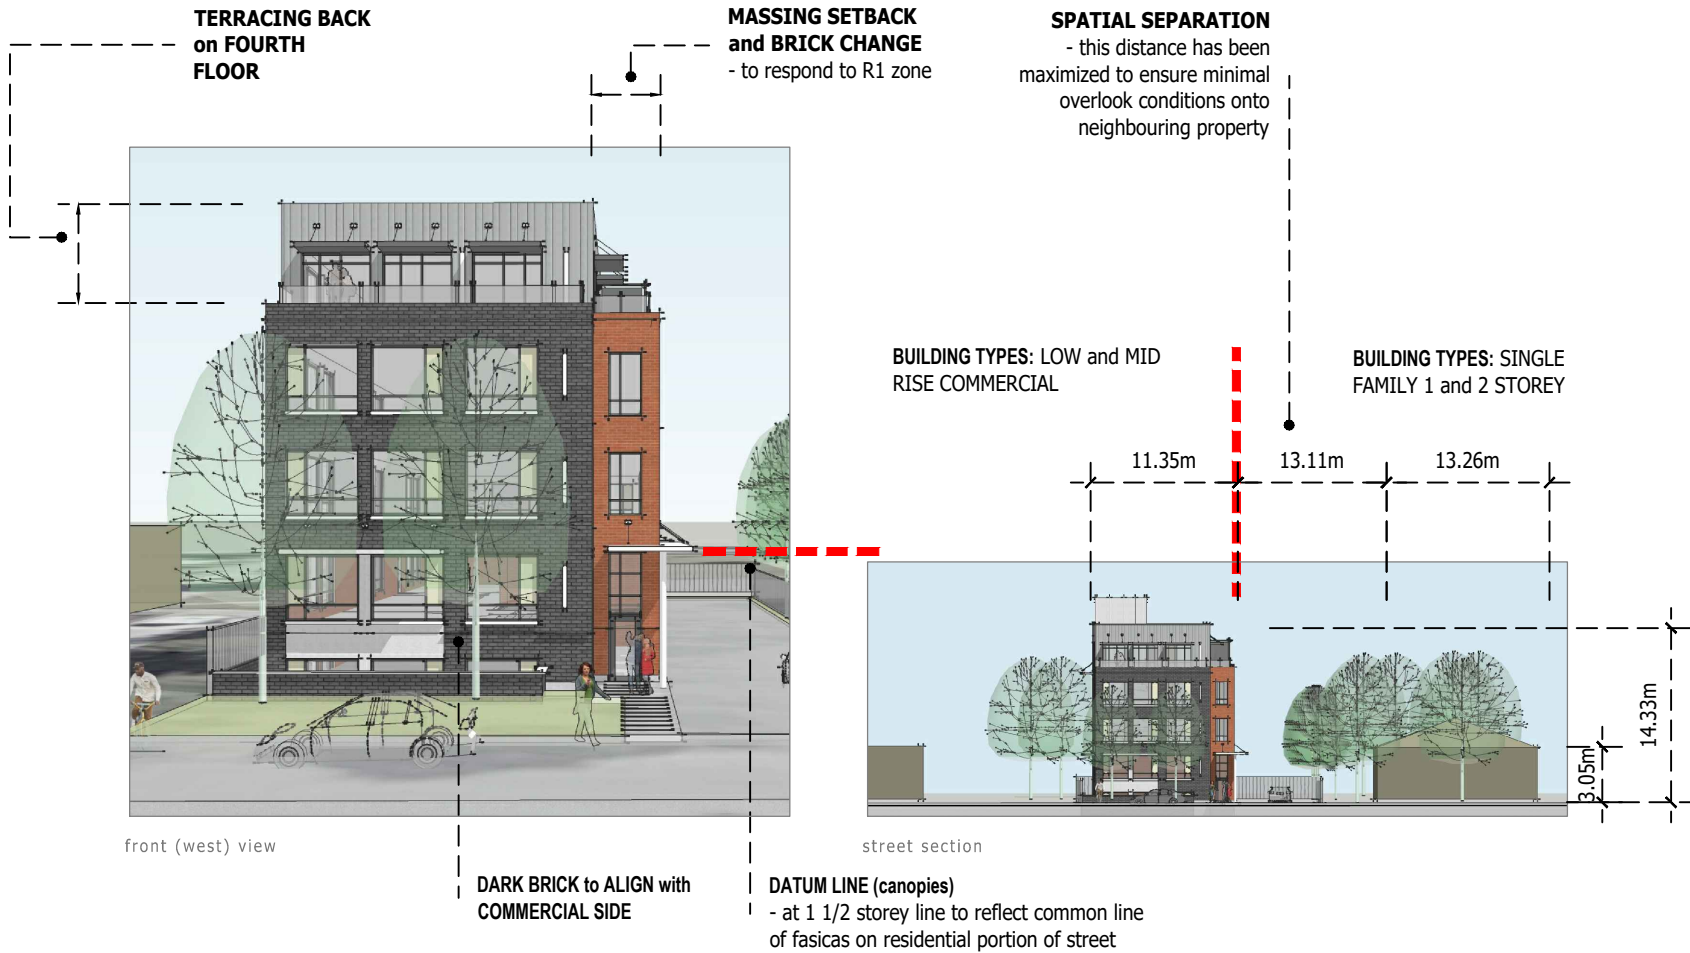 TERRACING BACK
on FOURTH
FLOOR
MASSING SETBACK
and BRICK CHANGE
- to respond to R1 zone
SPATIAL SEPARATION
- this distance has been
maximized to ensure minimal
overlook conditions onto
neighbouring property
BUILDING TYPES: LOW and MID
RISE COMMERCIAL
BUILDING TYPES: SINGLE
FAMILY 1 and 2 STOREY
11.35m
13.11m
13.26m
14.33m
3.05m
front (west) view
street section
DARK BRICK to ALIGN with
COMMERCIAL SIDE
DATUM LINE (canopies)
- at 1 1/2 storey line to reflect common line
of fasicas on residential portion of street